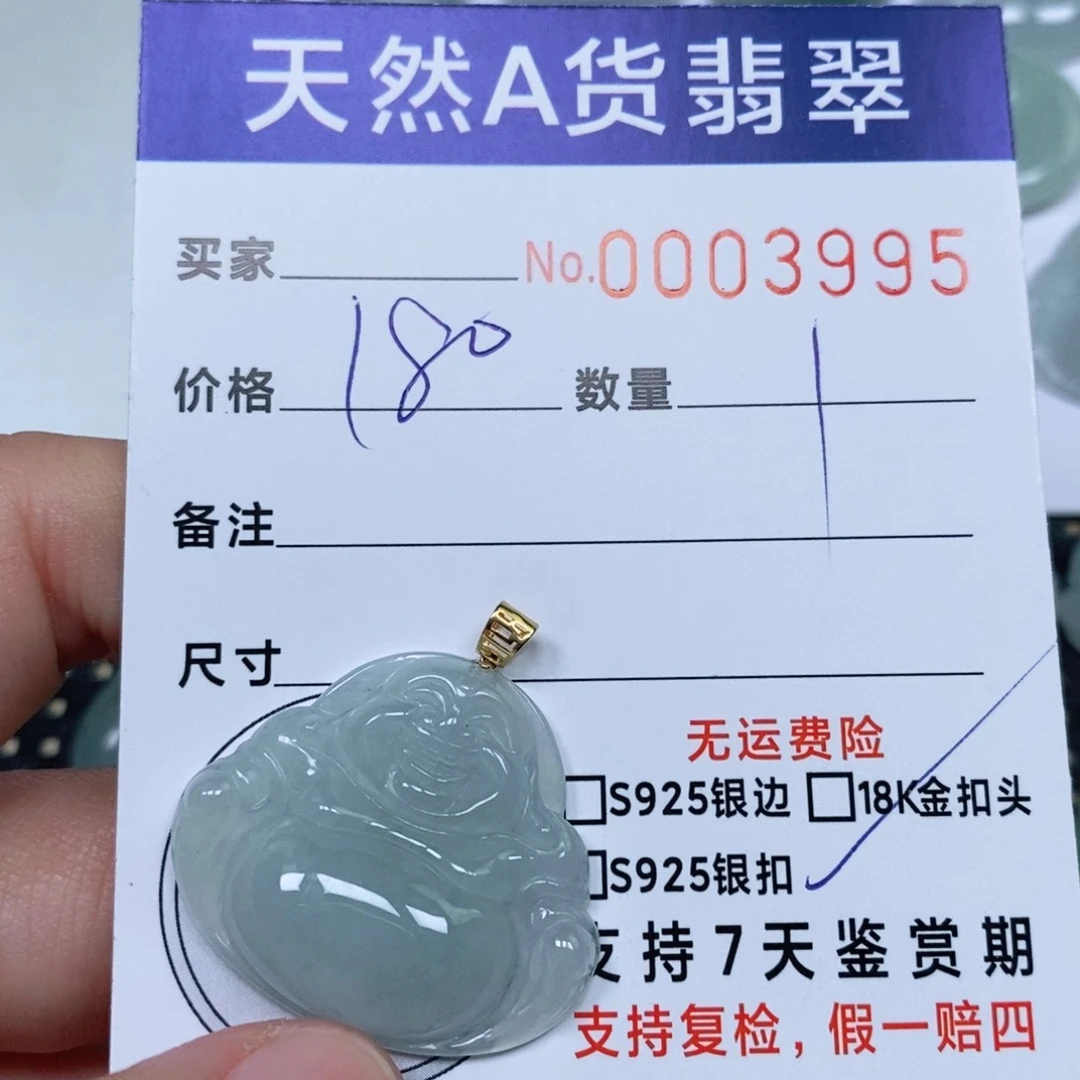 天然A货翡翠
买家 No.0003995
价格 180 数量 1
备注
尺寸
无运费险
S925银边 18K金扣头
S925银扣
支持7天鉴赏期
支持复检，假一赔四